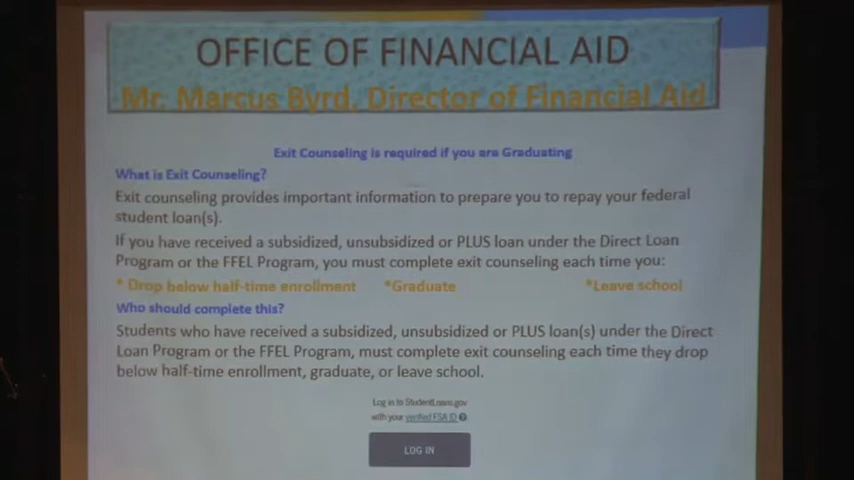 OFFICE OF FINANCIAL AID
Mr. Marcus Byrd, Director of Financial Aid
Exit Counseling is required if you are Graduating
What is Exit Counseling?
Exit counseling provides important information to prepare you to repay your federal
student loan(s).
If you have received a subsidized, unsubsidized or PLUS loan under the Direct Loan
Program or the FFEL Program, you must complete exit counseling each time you:
* Drop below half-time enrollment *Graduate *Leave school
Who should complete this?
Students who have received a subsidized, unsubsidized or PLUS loan(s) under the Direct
Loan Program or the FFEL Program, must complete exit counseling each time they drop
below half-time enrollment, graduate, or leave school.
Log in to StudentLoans.gov
with your verified FSA ID ?
LOG IN